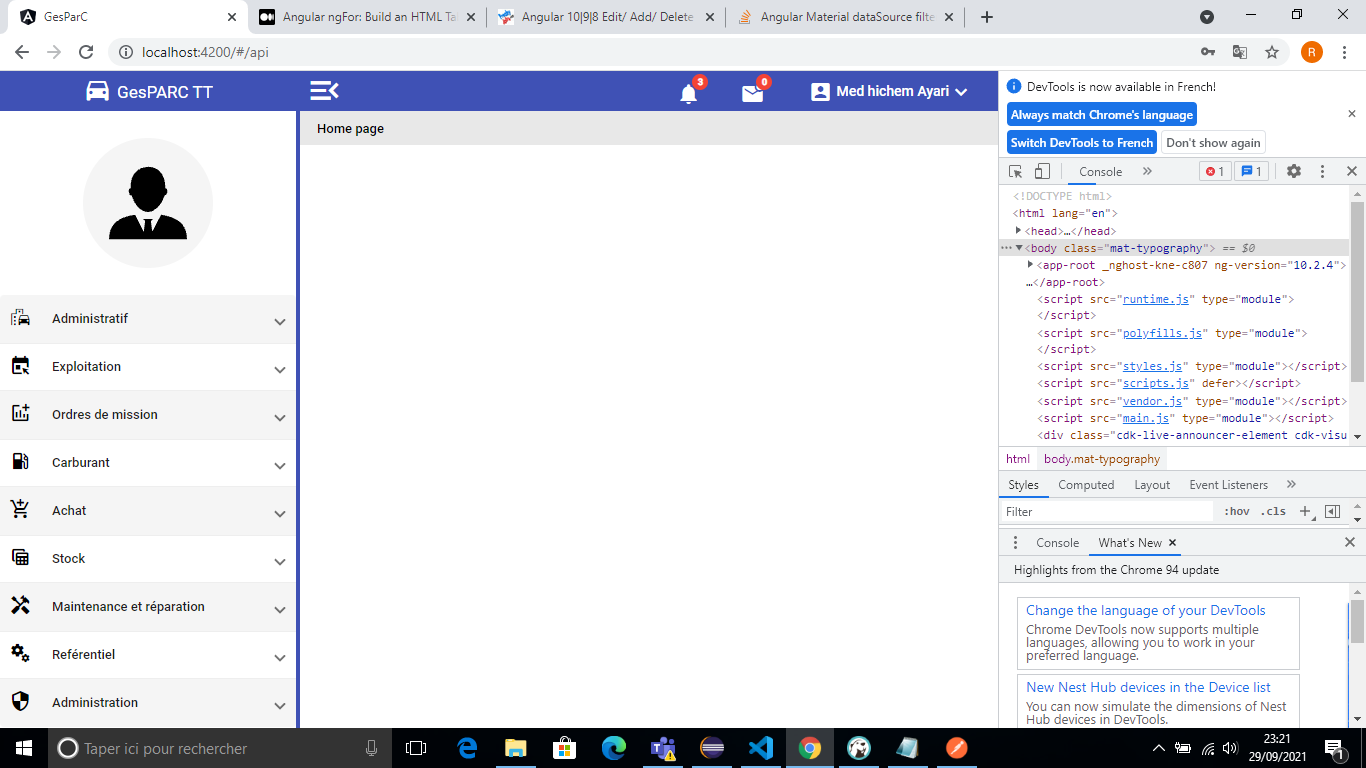 GesParC
Angular ngFor: Build an HTML Ta
Angular 10|9|8 Edit/ Add/ Delete
Angular Material dataSource filte
localhost:4200/#/api
R
GesPARC TT
3
0
Med hichem Ayari
Home page
Administratif
Exploitation
Ordres de mission
Carburant
Achat
Stock
Maintenance et réparation
Reférentiel
Administration
DevTools is now available in French!
Always match Chrome's language
Switch DevTools to French
Don't show again
Console
1
1
<!DOCTYPE html>
<html lang="en">
<head>…</head>
<body class="mat-typography"> == $0
<app-root _nghost-kne-c807 ng-version="10.2.4">
…</app-root>
<script src="runtime.js" type="module">
</script>
<script src="polyfills.js" type="module">
</script>
<script src="styles.js" type="module"></script>
<script src="scripts.js" defer></script>
<script src="vendor.js" type="module"></script>
<script src="main.js" type="module"></script>
<div class="cdk-live-announcer-element cdk-visu
html
body.mat-typography
Styles
Computed
Layout
Event Listeners
Filter
:hov
.cls
Console
What's New
Highlights from the Chrome 94 update
Change the language of your DevTools
Chrome DevTools now supports multiple
languages, allowing you to work in your
preferred language.
New Nest Hub devices in the Device list
You can now simulate the dimensions of Nest
Hub devices in DevTools.
Taper ici pour rechercher
23:21
29/09/2021
1